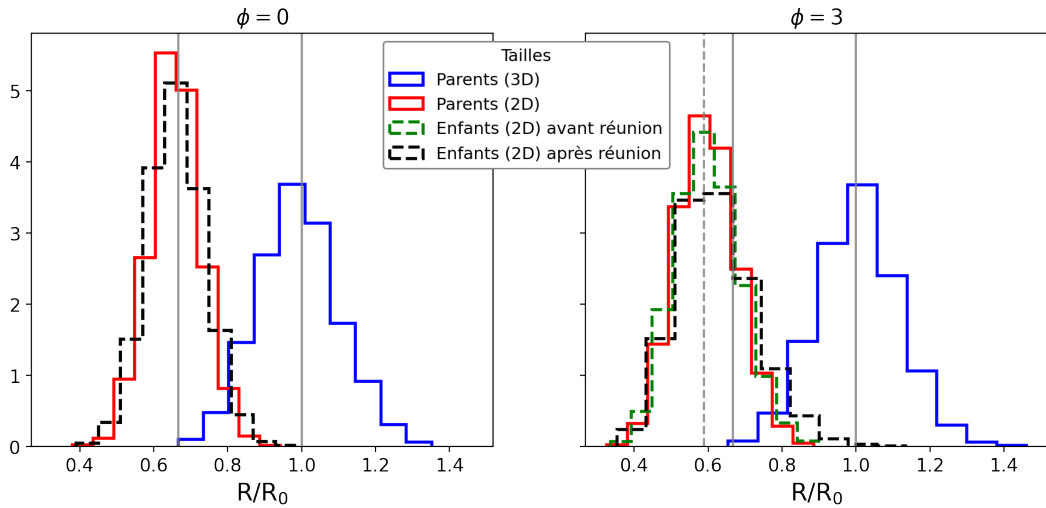 ϕ = 0
ϕ = 3
Tailles
Parents (3D)
Parents (2D)
Enfants (2D) avant réunion
Enfants (2D) après réunion
5
4
3
2
1
0
0.4 0.6 0.8 1.0 1.2 1.4
0.4 0.6 0.8 1.0 1.2 1.4
R/R₀
R/R₀